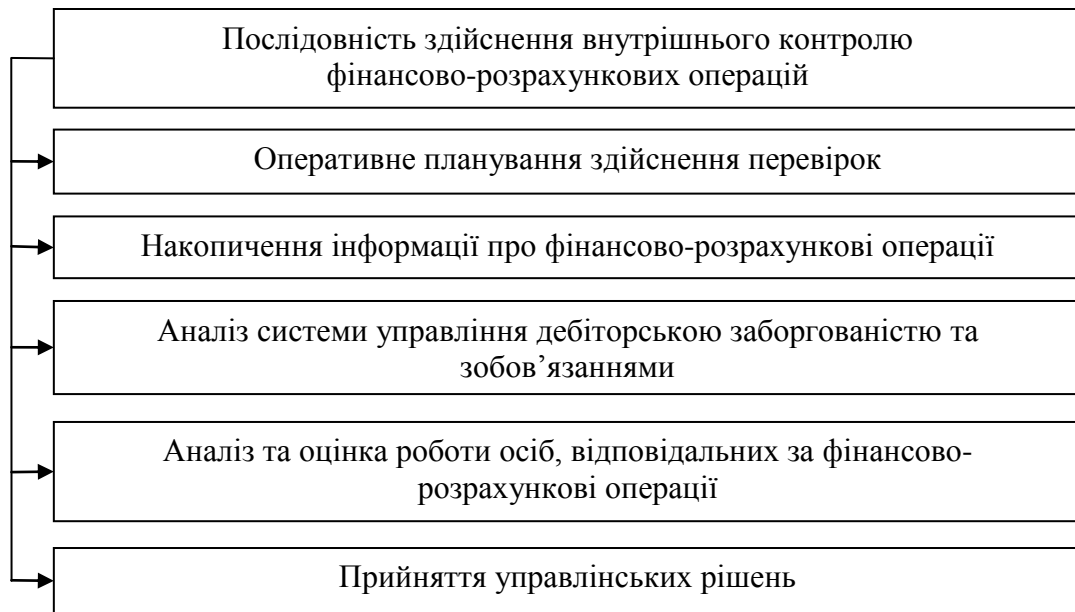 Послідовність здійснення внутрішнього контролю
фінансово-розрахункових операцій
Оперативне планування здійснення перевірок
Накопичення інформації про фінансово-розрахункові операції
Аналіз системи управління дебіторською заборгованістю та
зобов’язаннями
Аналіз та оцінка роботи осіб, відповідальних за фінансово-
розрахункові операції
Прийняття управлінських рішень